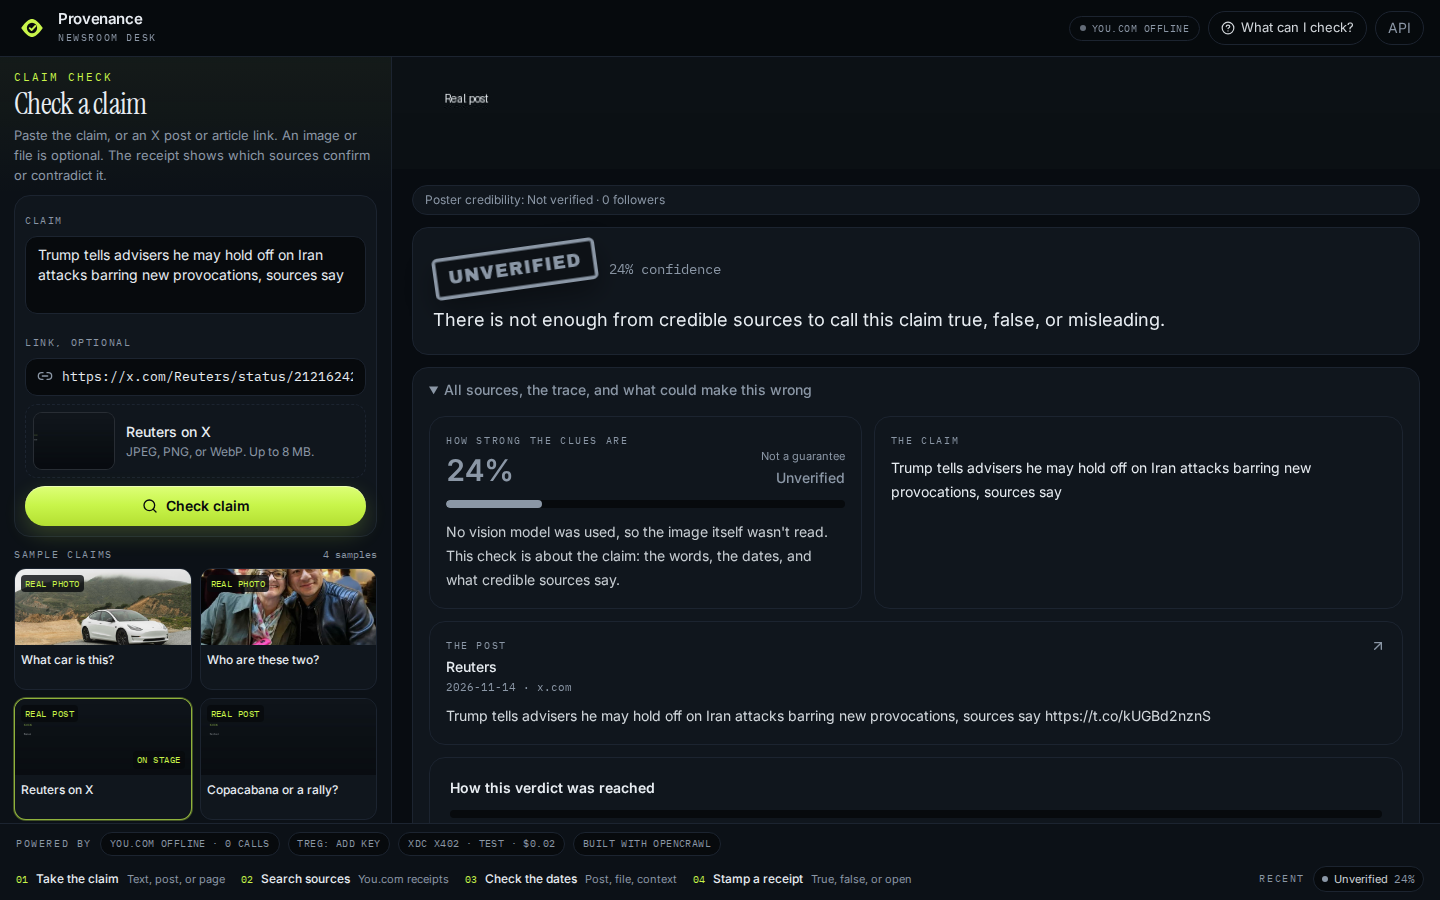 Provenance
NEWSROOM DESK
YOU.COM OFFLINE
What can I check?
API
CLAIM CHECK
Check a claim
Paste the claim, or an X post or article link. An image or
file is optional. The receipt shows which sources confirm
or contradict it.
CLAIM
Trump tells advisers he may hold off on Iran
attacks barring new provocations, sources say
LINK, OPTIONAL
https://x.com/Reuters/status/21216242
Reuters on X
JPEG, PNG, or WebP. Up to 8 MB.
Check claim
SAMPLE CLAIMS
4 samples
REAL PHOTO
What car is this?
REAL PHOTO
Who are these two?
REAL POST
ON STAGE
Reuters on X
REAL POST
Copacabana or a rally?
Real post
Poster credibility: Not verified · 0 followers
UNVERIFIED
24% confidence
There is not enough from credible sources to call this claim true, false, or misleading.
▼ All sources, the trace, and what could make this wrong
HOW STRONG THE CLUES ARE
24%
Not a guarantee
Unverified
No vision model was used, so the image itself wasn't read.
This check is about the claim: the words, the dates, and
what credible sources say.
THE CLAIM
Trump tells advisers he may hold off on Iran attacks barring new
provocations, sources say
THE POST
Reuters
2026-11-14 · x.com
Trump tells advisers he may hold off on Iran attacks barring new provocations, sources say https://t.co/kUGBd2nznS
How this verdict was reached
POWERED BY
YOU.COM OFFLINE · 0 CALLS
TREG: ADD KEY
XDC X402 · TEST · $0.02
BUILT WITH OPENCRAWL
01 Take the claim Text, post, or page
02 Search sources You.com receipts
03 Check the dates Post, file, context
04 Stamp a receipt True, false, or open
RECENT
Unverified 24%